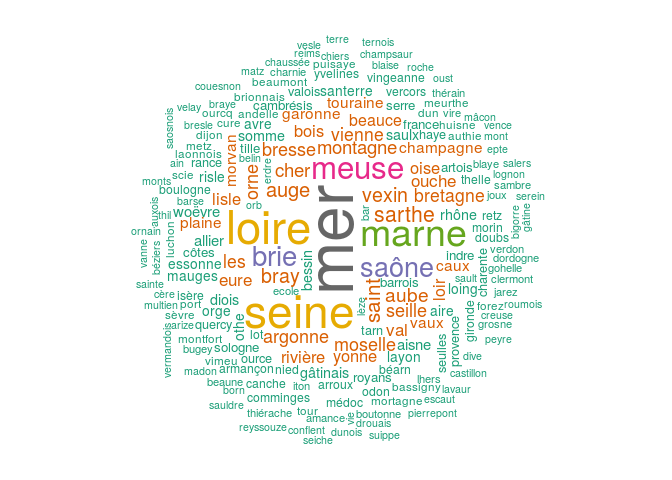 terre
vesle ternois
reims chiers champsaur
chaussée puisaye blaise roche
matz charnie yvelines vingeanne oust
couesnon beaumont valois santerre vercors thérain
brionnais cambrésis touraine serre meurthe
velay braye ourcq andelle garonne beauce dun vire mâcon
saosnois bresle cure avre bois vienne france huisne vence
dijon somme saulx haye authie mont
metz tille bresse montagne champagne epte
laonnois morvan belin
ain rance erdre cher meuse oise artois blaye salers
scie risle orne ouche thelle lognon
monts boulogne auge vexin bretagne sambre
barse lisle mer joux serein
auxois thil woëvre orb loire bar sarthe rhône retz bigorre gâtine
plaine marne morin
ornain luchon allier brie doubs
vanne côtes bessin saône indre verdon
béziers essonne les caux dordogne
mauges bray gohelle
sainte eure loir charente clermont
cère isère diois ecole seine lezę saint barrois long jarez
multien port aube forez roumois
sèvre orge seille aire gironde creuse
varize quercy othe lot tarn val vaux grosne
montfort argonne peyre
bugey sologne moselle aisne provence
vimeu ource rivière yonne layon seulles dive
vermandois madon armançon nied gâtinais béarn castillon
beaune canche iton arroux royans lhers
born odon bassigny lavaur
comminges médoc mortagne escaut
sauldre thiérache tour vie boutonne pierrepont
amance drouais
reyssouze conflent dunois suippe
seiche